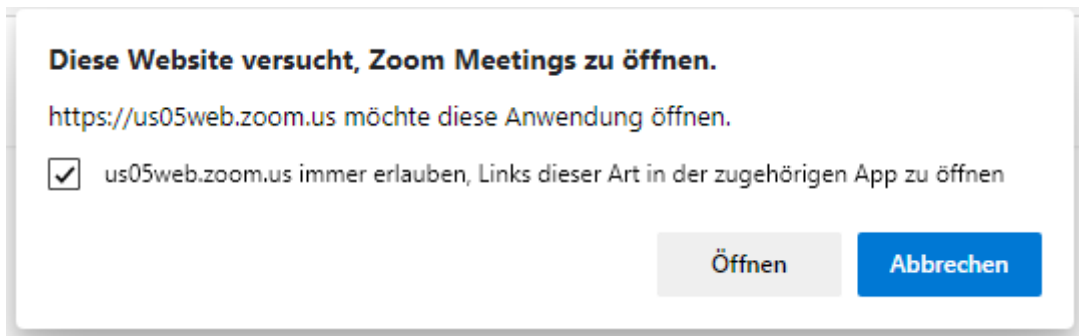 Diese Website versucht, Zoom Meetings zu öffnen.
https://us05web.zoom.us möchte diese Anwendung öffnen.
us05web.zoom.us immer erlauben, Links dieser Art in der zugehörigen App zu öffnen
Öffnen Abbrechen